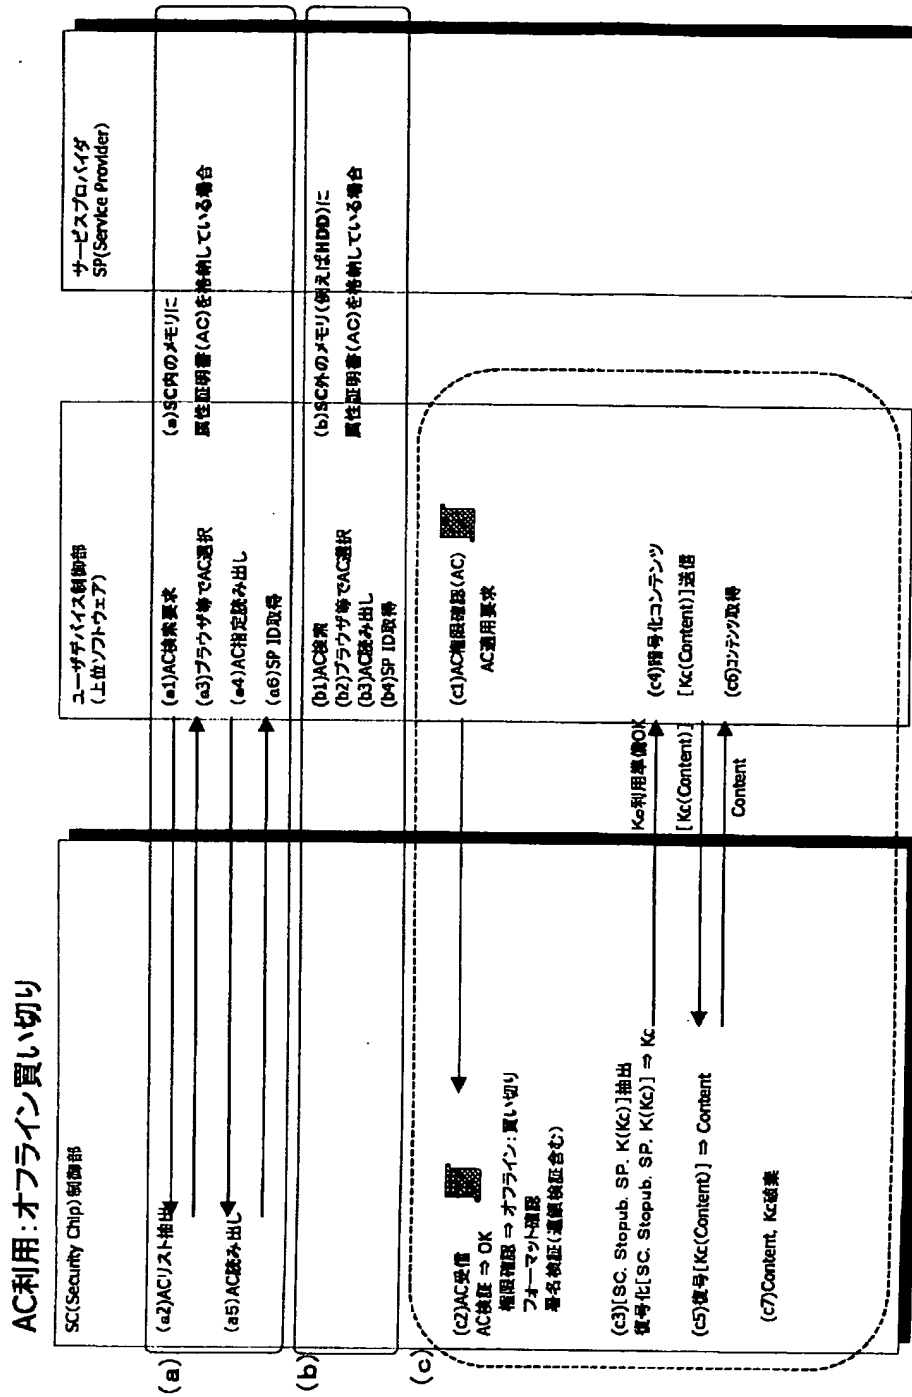 AC利用:オフライン買い切り
SC(Security Chip)制御部
ユーザデバイス制御部
(上位ソフトウェア)
サービスプロバイダ
SP(Service Provider)
(a)
(a1)AC検索要求
(a2)ACリスト抽出
(a3)ブラウザ等でAC選択
(a4)AC指定読み出し
(a5)AC読み出し
(a6)SP ID取得
(a)SC内のメモリに
属性証明書(AC)を格納している場合
(b)
(b1)AC検索
(b2)ブラウザ等でAC選択
(b3)AC読み出し
(b4)SP ID取得
(b)SC外のメモリ(例えばHDD)に
属性証明書(AC)を格納している場合
(c)
(c1)AC権限確認(AC)
AC適用要求
(c2)AC受信
AC検証 ⇒ OK
権限確認 ⇒ オフライン:買い切り
フォーマット確認
署名検証(連鎖検証含む)
(c3)[SC. Stopub. SP. K(Kc)]抽出
復号化[SC. Stopub. SP. K(Kc)] ⇒ Kc
Kc利用準備OK
(c4)暗号化コンテンツ
[Kc(Content)]送信
[Kc(Content)]
(c5)復号[Kc(Content)] ⇒ Content
Content
(c6)コンテンツ取得
(c7)Content, Kc破棄